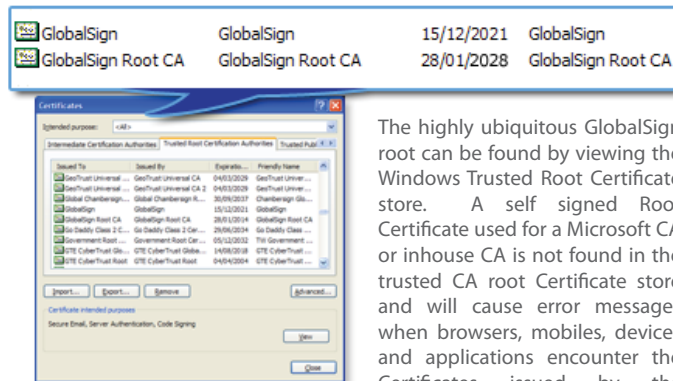 GlobalSign GlobalSign 15/12/2021 GlobalSign
GlobalSign Root CA GlobalSign Root CA 28/01/2028 GlobalSign Root CA
Certificates
Intended purpose: <All>
Intermediate Certification Authorities Trusted Root Certification Authorities Trusted Publ
Issued To Issued By Expiratio... Friendly Name
GeoTrust Universal ... GeoTrust Universal CA 04/03/2029 GeoTrust Univer...
GeoTrust Universal ... GeoTrust Universal CA 2 04/03/2029 GeoTrust Univer...
Global Chambersign... Global Chambersign R... 30/09/2037 Chambersign Glo...
GlobalSign GlobalSign 15/12/2021 GlobalSign
GlobalSign Root CA GlobalSign Root CA 28/01/2014 GlobalSign Root CA
Go Daddy Class 2 C... Go Daddy Class 2 Cer... 29/06/2034 Go Daddy Class ...
Government Root ... Government Root Cer... 05/12/2032 TW Government ...
GTE CyberTrust Glo... GTE CyberTrust Globa... 14/08/2018 GTE CyberTrust ...
GTE CyberTrust Root GTE CyberTrust Root 04/04/2004 GTE CyberTrust ...
Import... Export... Remove Advanced...
Certificate intended purposes
Secure Email, Server Authentication, Code Signing
View
Close
The highly ubiquitous GlobalSign
root can be found by viewing the
Windows Trusted Root Certificate
store. A self signed Roo
Certificate used for a Microsoft CA
or inhouse CA is not found in the
trusted CA root Certificate store
and will cause error message
when browsers, mobiles, device
and applications encounter the
Certificates issued by the